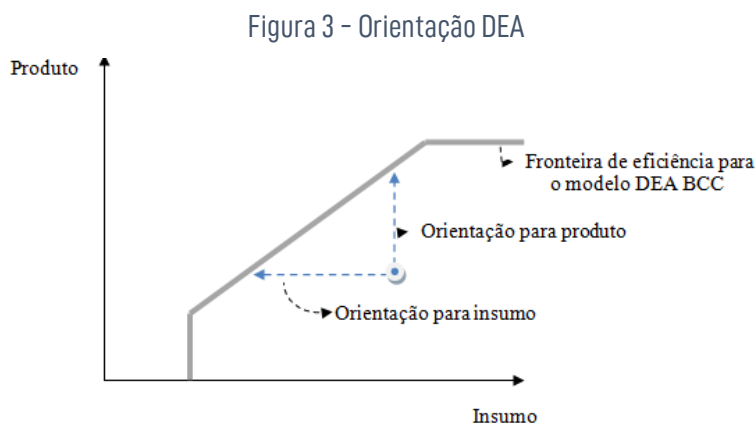 Figura 3 – Orientação DEA
Produto
Fronteira de eficiência para
o modelo DEA BCC
Orientação para produto
Orientação para insumo
Insumo